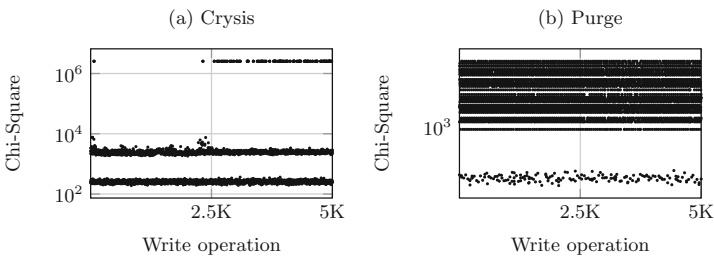 (a) Crysis
Chi-Square
10^6
10^4
10^2
2.5K
5K
Write operation
(b) Purge
Chi-Square
10^3
2.5K
5K
Write operation